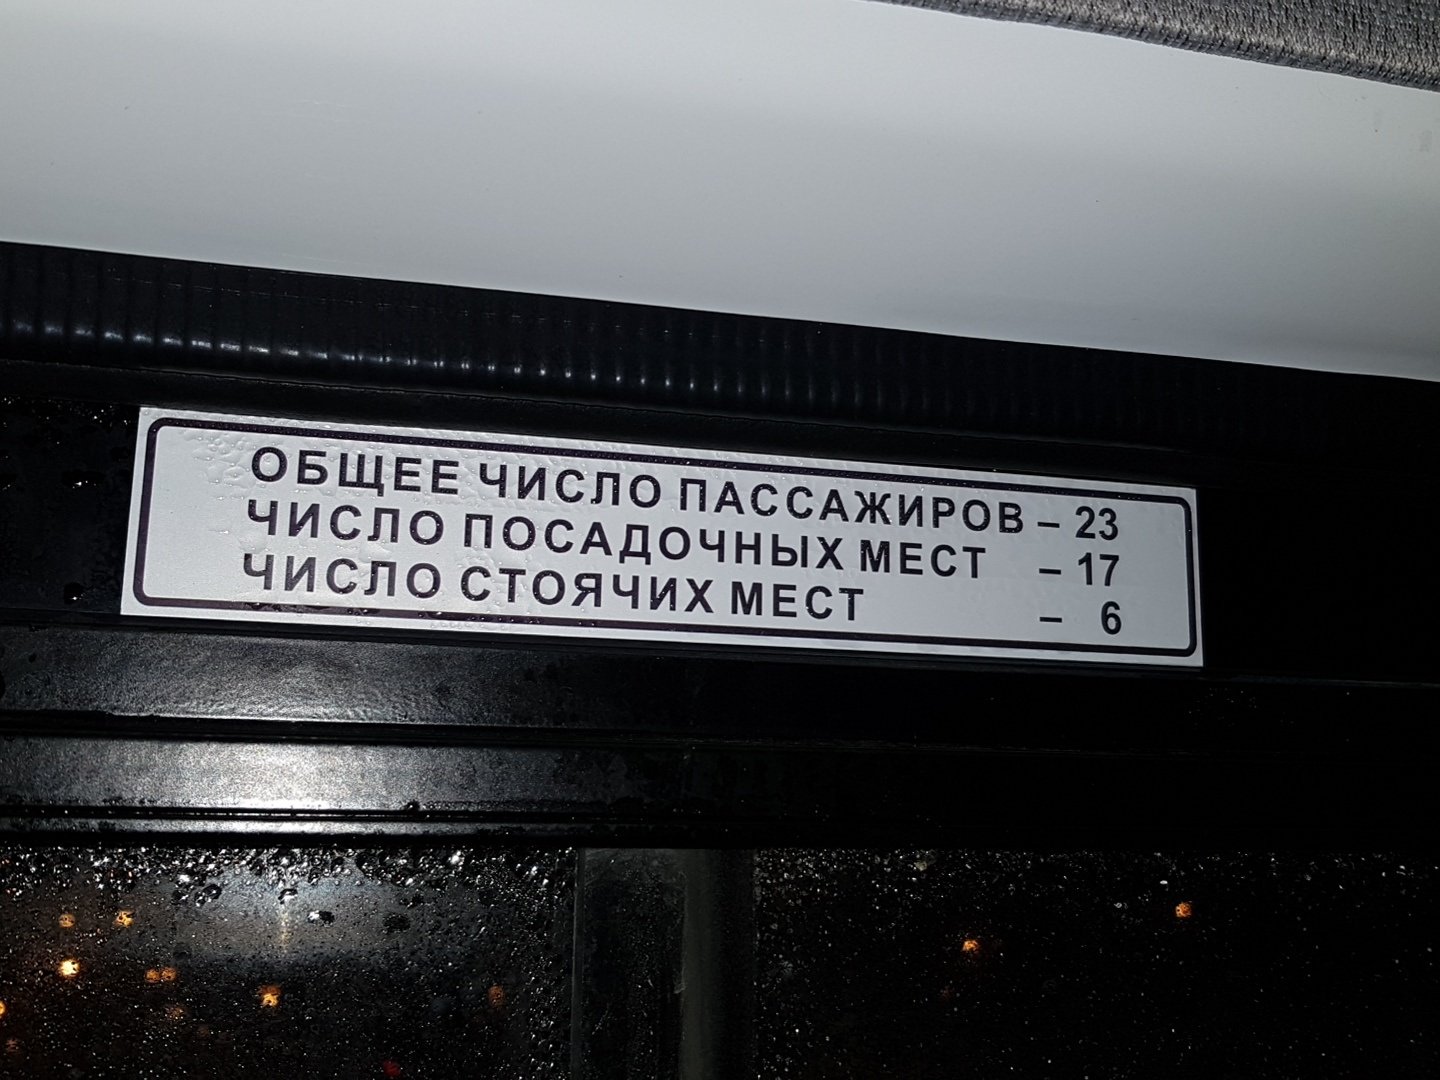 ОБЩЕЕ ЧИСЛО ПАССАЖИРОВ – 23
ЧИСЛО ПОСАДОЧНЫХ МЕСТ – 17
ЧИСЛО СТОЯЧИХ МЕСТ – 6